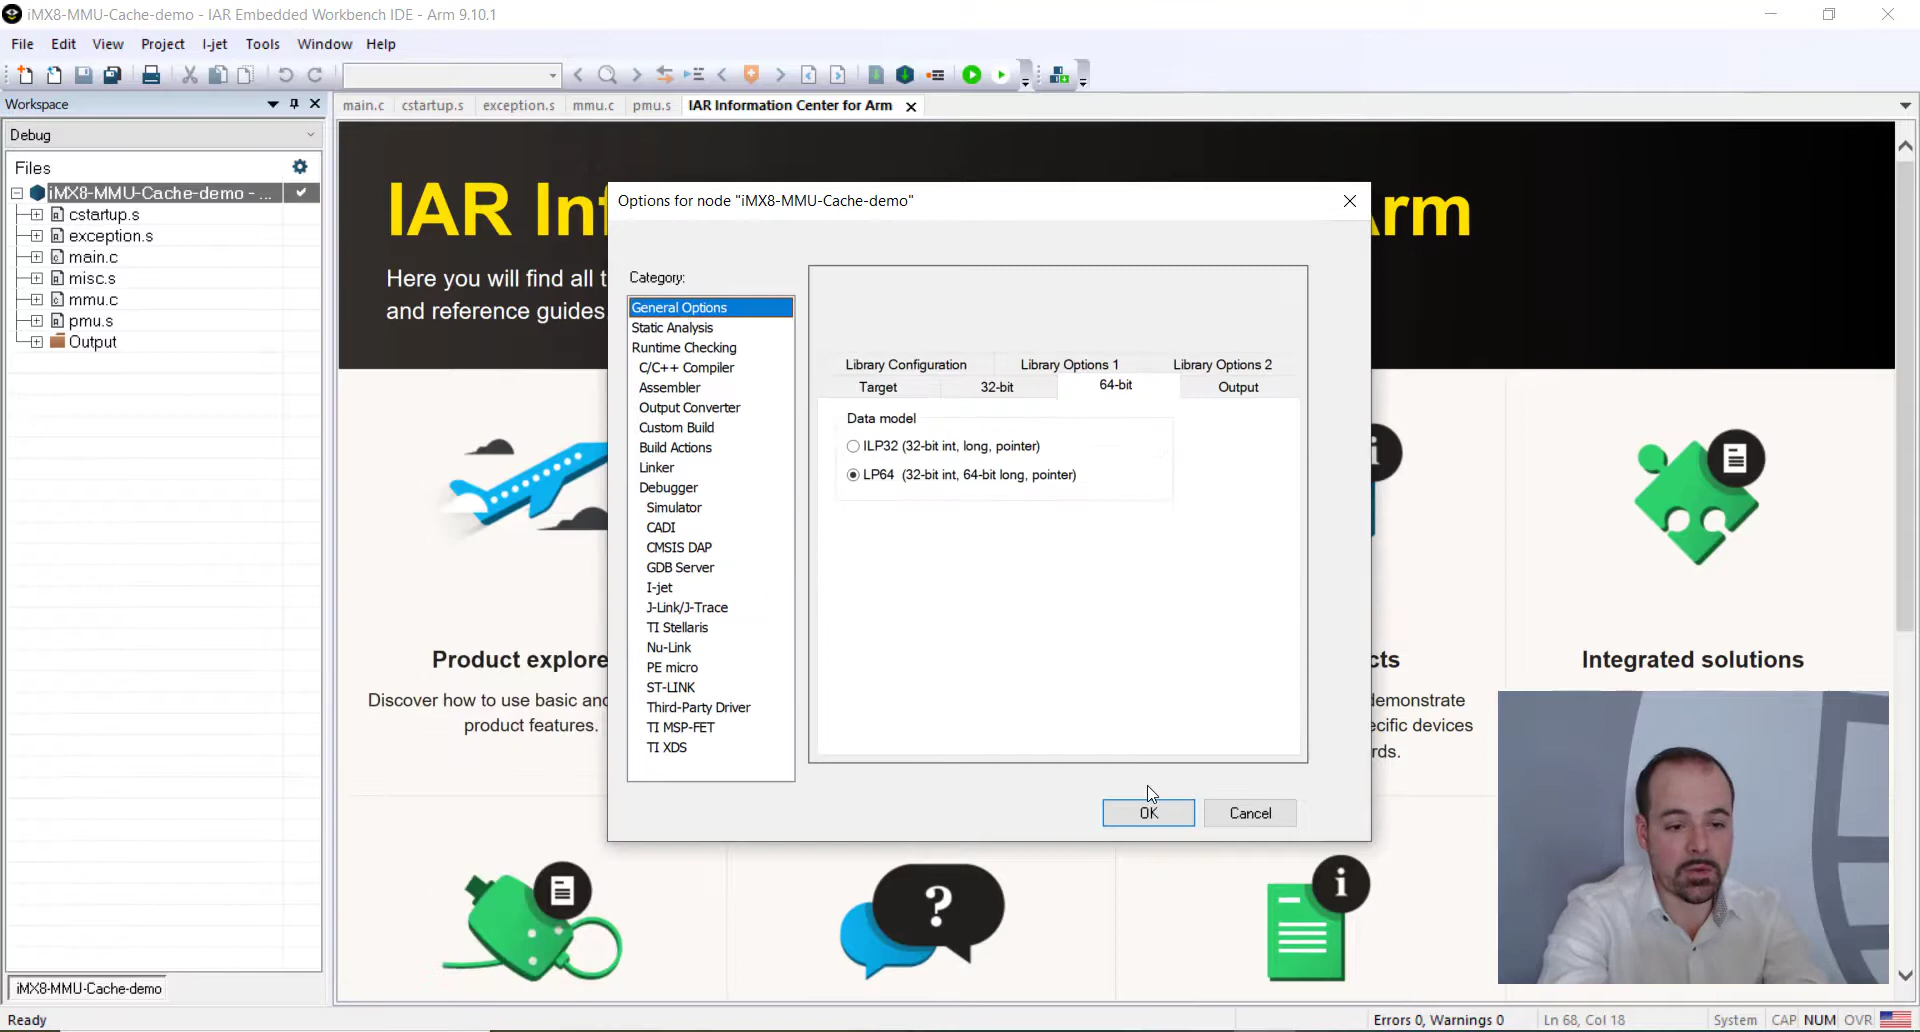 iMX8-MMU-Cache-demo - IAR Embedded Workbench IDE - Arm 9.10.1
File Edit View Project I-jet Tools Window Help
Workspace
main.c cstartup.s exception.s mmu.c pmu.s IAR Information Center for Arm
Debug
Files
iMX8-MMU-Cache-demo - ...
cstartup.s
exception.s
main.c
misc.s
mmu.c
pmu.s
Output
iMX8-MMU-Cache-demo
IAR Inf
rm
Here you will find all t
and reference guides
Product explore
Discover how to use basic and
product features.
cts
emonstrate
ecific devices
rds.
Integrated solutions
Options for node "iMX8-MMU-Cache-demo"
Category:
General Options
Static Analysis
Runtime Checking
C/C++ Compiler
Assembler
Output Converter
Custom Build
Build Actions
Linker
Debugger
Simulator
CADI
CMSIS DAP
GDB Server
I-jet
J-Link/J-Trace
TI Stellaris
Nu-Link
PE micro
ST-LINK
Third-Party Driver
TI MSP-FET
TI XDS
Library Configuration Library Options 1 Library Options 2
Target 32-bit 64-bit Output
Data model
ILP32 (32-bit int, long, pointer)
LP64 (32-bit int, 64-bit long, pointer)
OK Cancel
?
i
i
Ready
Errors 0, Warnings 0 Ln 68, Col 18 System CAP NUM OVR